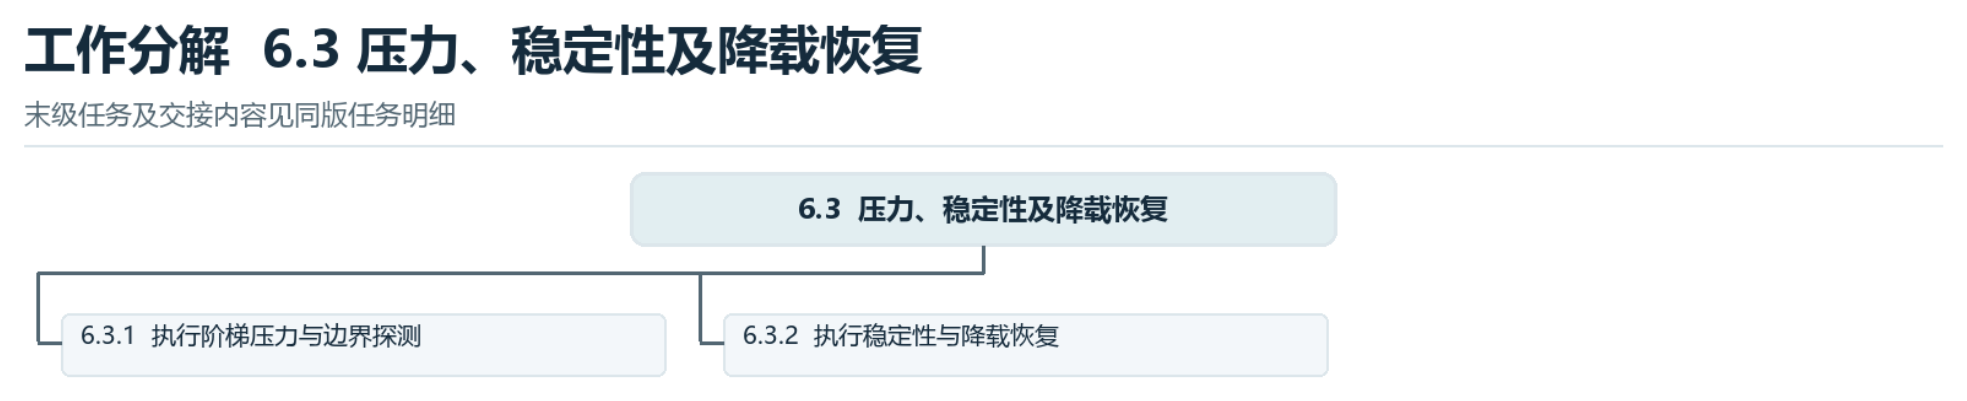 工作分解 6.3 压力、稳定性及降载恢复
末级任务及交接内容见同版任务明细
6.3 压力、稳定性及降载恢复
6.3.1 执行阶梯压力与边界探测
6.3.2 执行稳定性与降载恢复